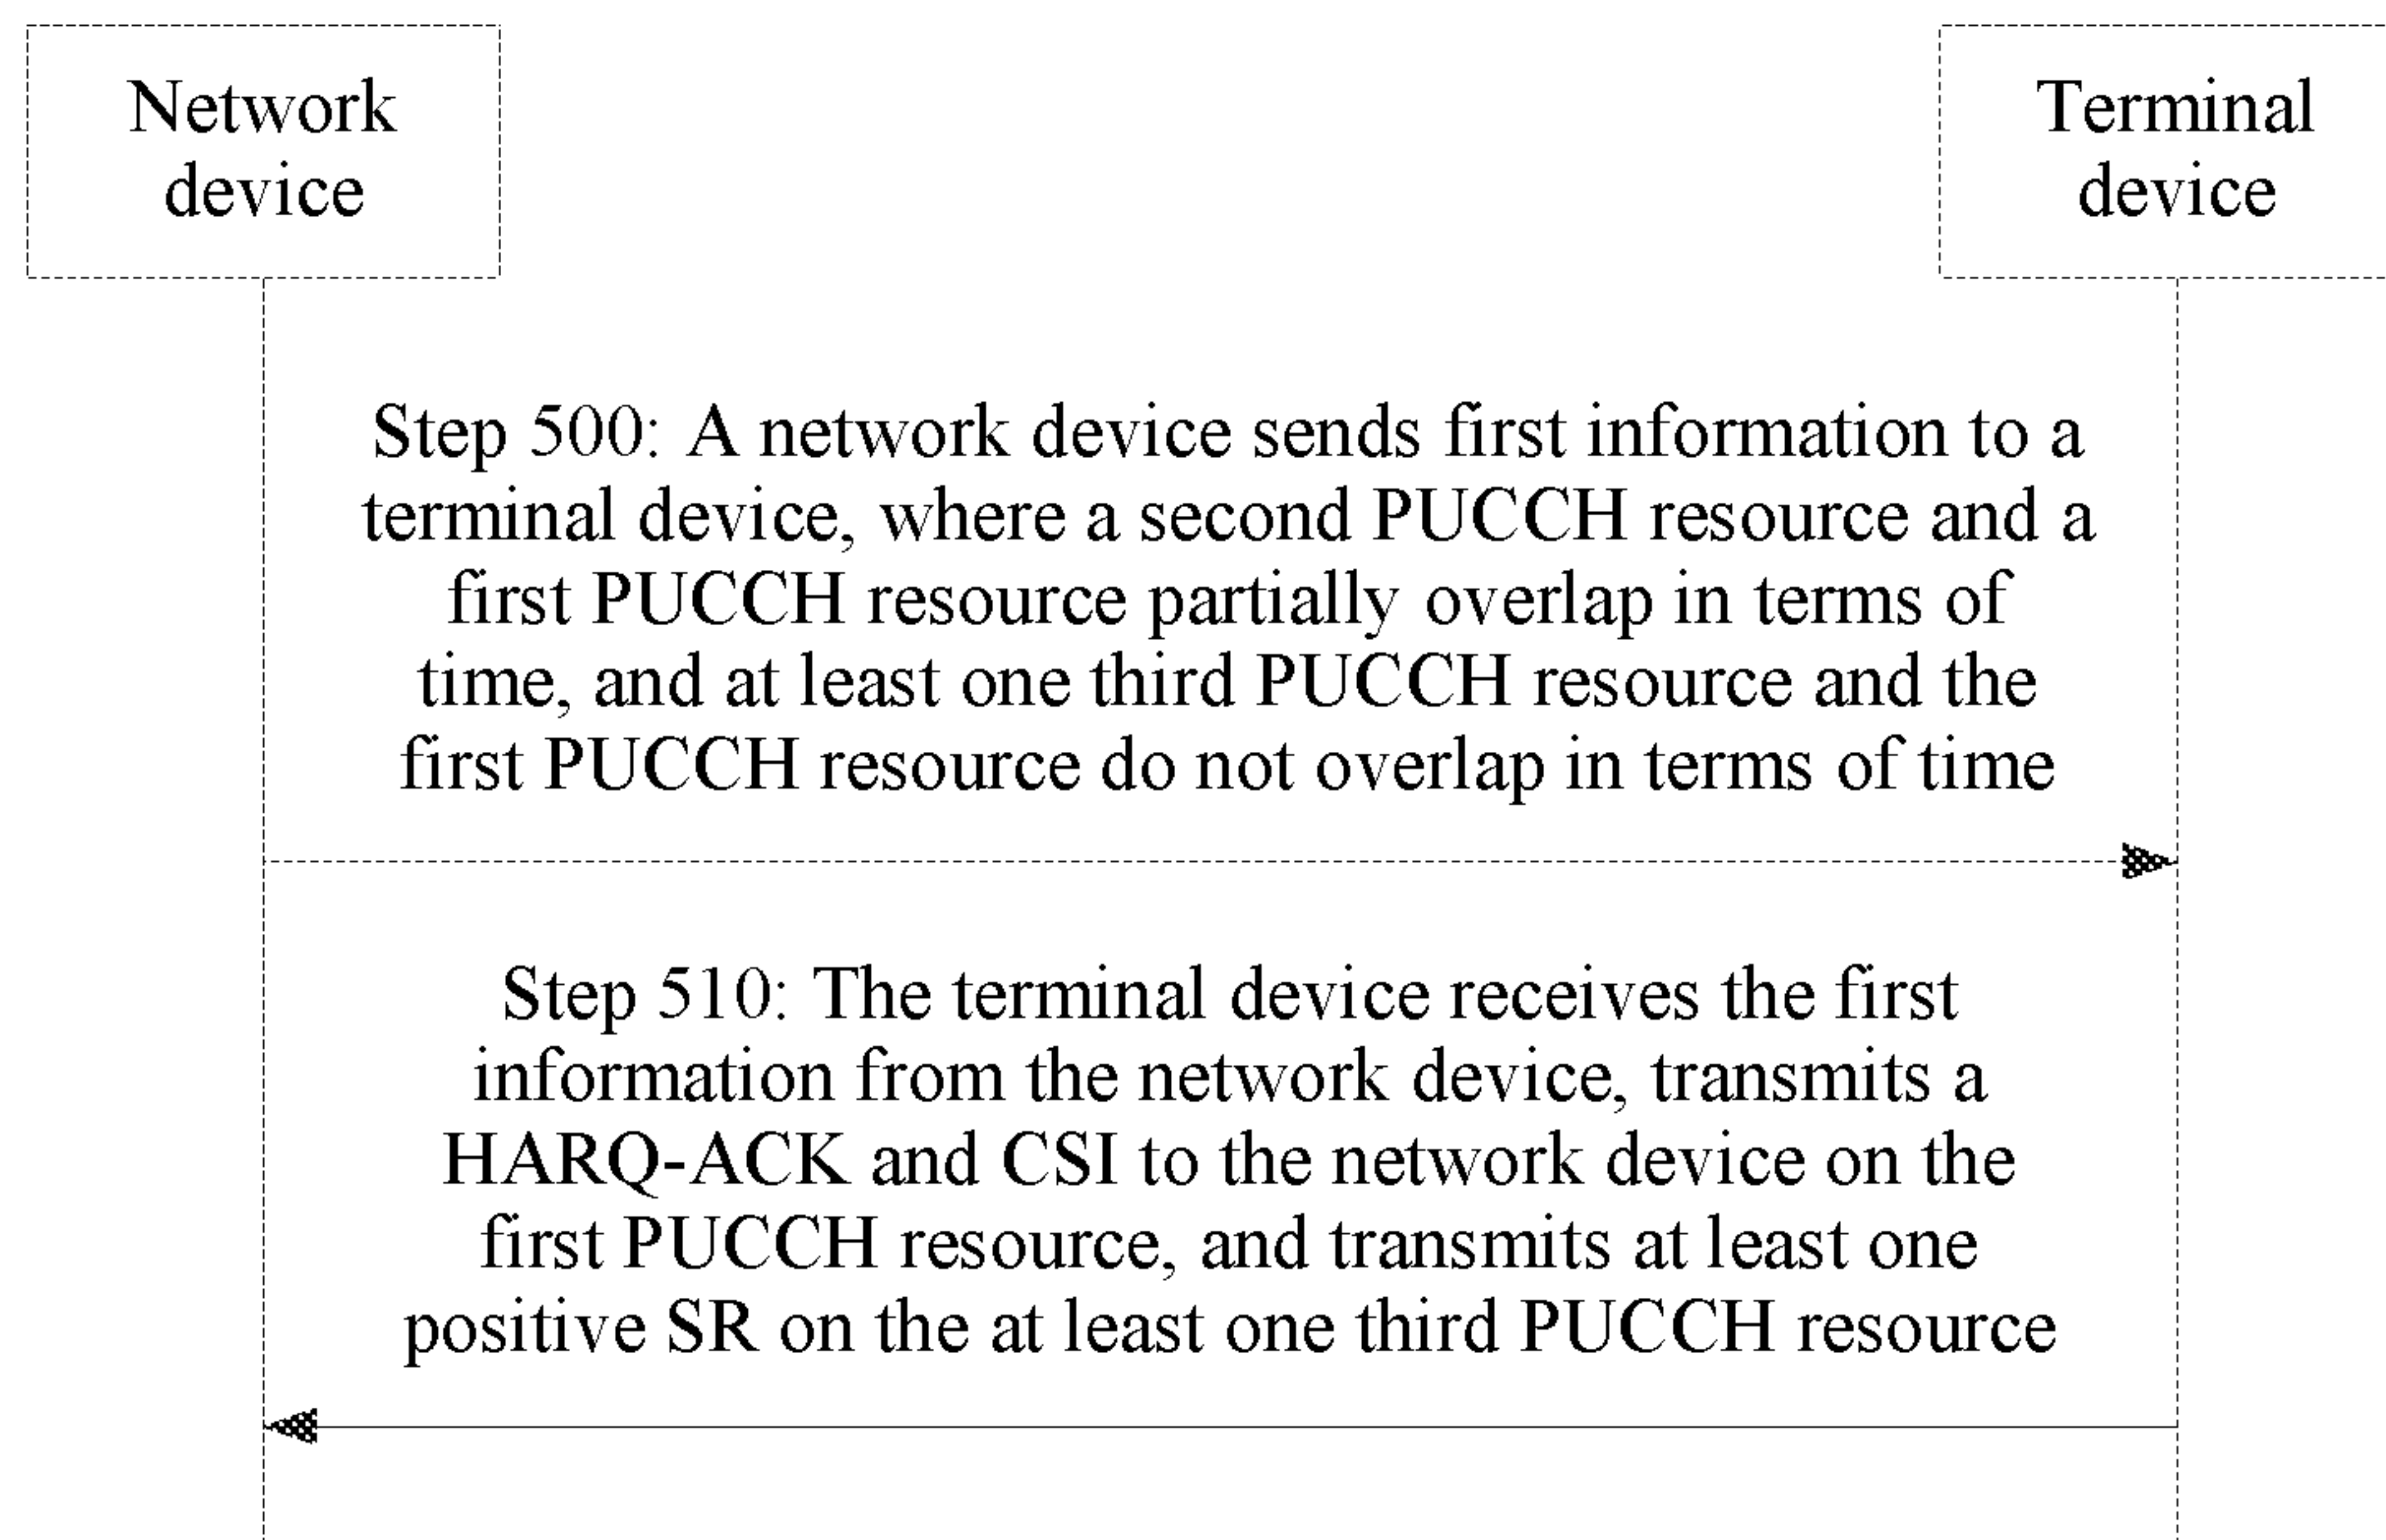 Network
device
Terminal
device
Step 500: A network device sends first information to a
terminal device, where a second PUCCH resource and a
first PUCCH resource partially overlap in terms of
time, and at least one third PUCCH resource and the
first PUCCH resource do not overlap in terms of time
Step 510: The terminal device receives the first
information from the network device, transmits a
HARQ-ACK and CSI to the network device on the
first PUCCH resource, and transmits at least one
positive SR on the at least one third PUCCH resource